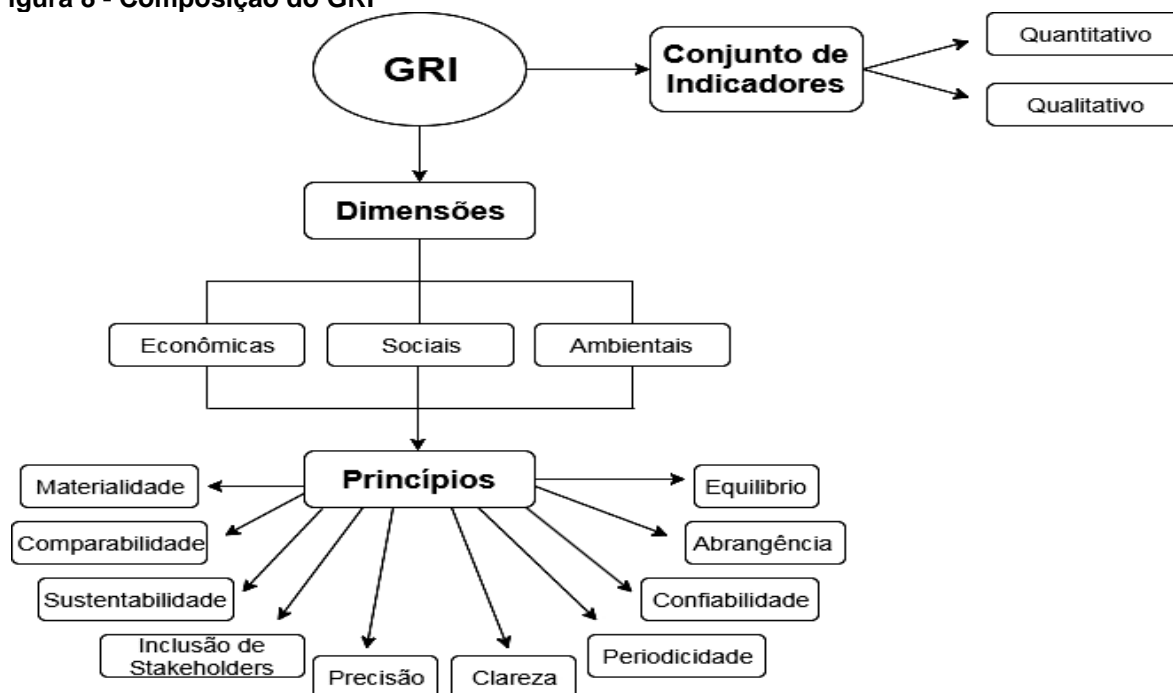 igura 8 - Composição do GRI
GRI
Conjunto de
Indicadores
Quantitativo
Qualitativo
Dimensões
Econômicas
Sociais
Ambientais
Princípios
Materialidade
Equilibrio
Comparabilidade
Abrangência
Sustentabilidade
Confiabilidade
Inclusão de
Stakeholders
Periodicidade
Precisão
Clareza